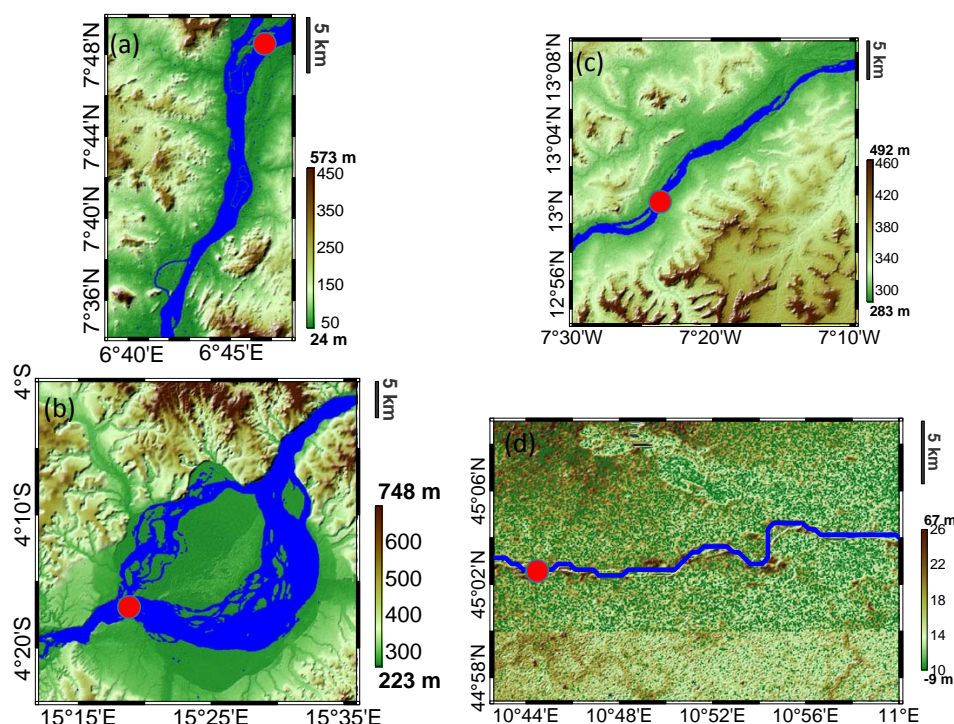 (a)
7°48'N
7°44'N
7°40'N
7°36'N
6°40'E
6°45'E
5 km
573 m
450
350
250
150
50
24 m
(c)
13°08'N
13°04'N
13°N
12°56'N
7°30'W
7°20'W
7°10'W
5 km
492 m
460
420
380
340
300
283 m
(b)
4°S
4°10'S
4°20'S
15°15'E
15°25'E
15°35'E
5 km
748 m
600
500
400
300
223 m
(d)
45°06'N
45°02'N
44°58'N
10°44'E
10°48'E
10°52'E
10°56'E
11°E
5 km
67 m
26
22
18
14
10
-9 m